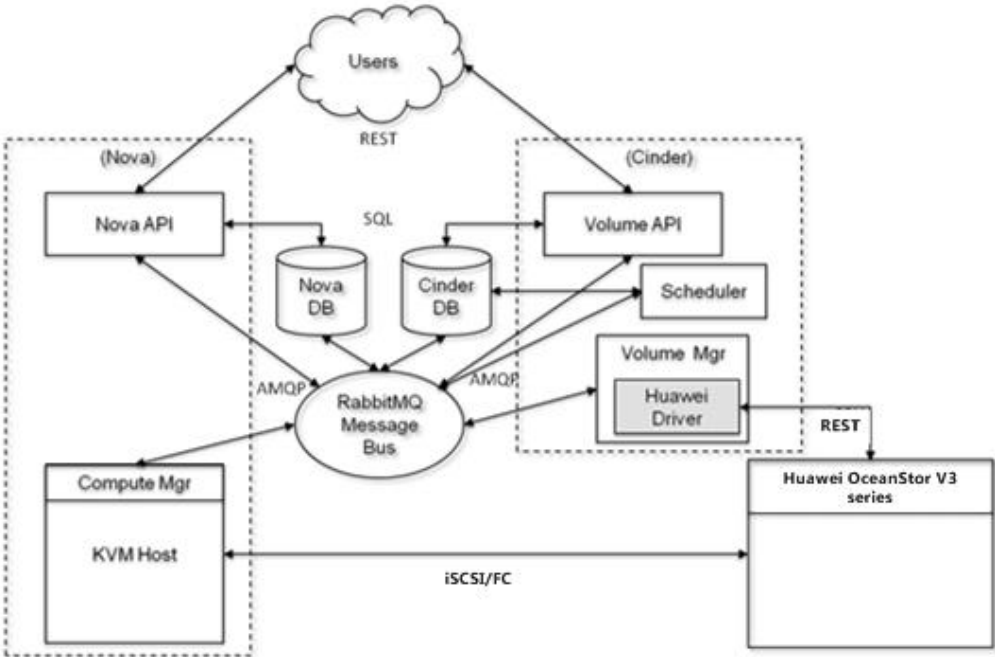 Users
REST
(Nova)
(Cinder)
Nova API
SQL
Volume API
Nova
DB
Cinder
DB
Scheduler
Volume Mgr
Huawei
Driver
AMQP
AMQP
RabbitMQ
Message
Bus
REST
Compute Mgr
KVM Host
Huawei OceanStor V3
series
iSCSI/FC